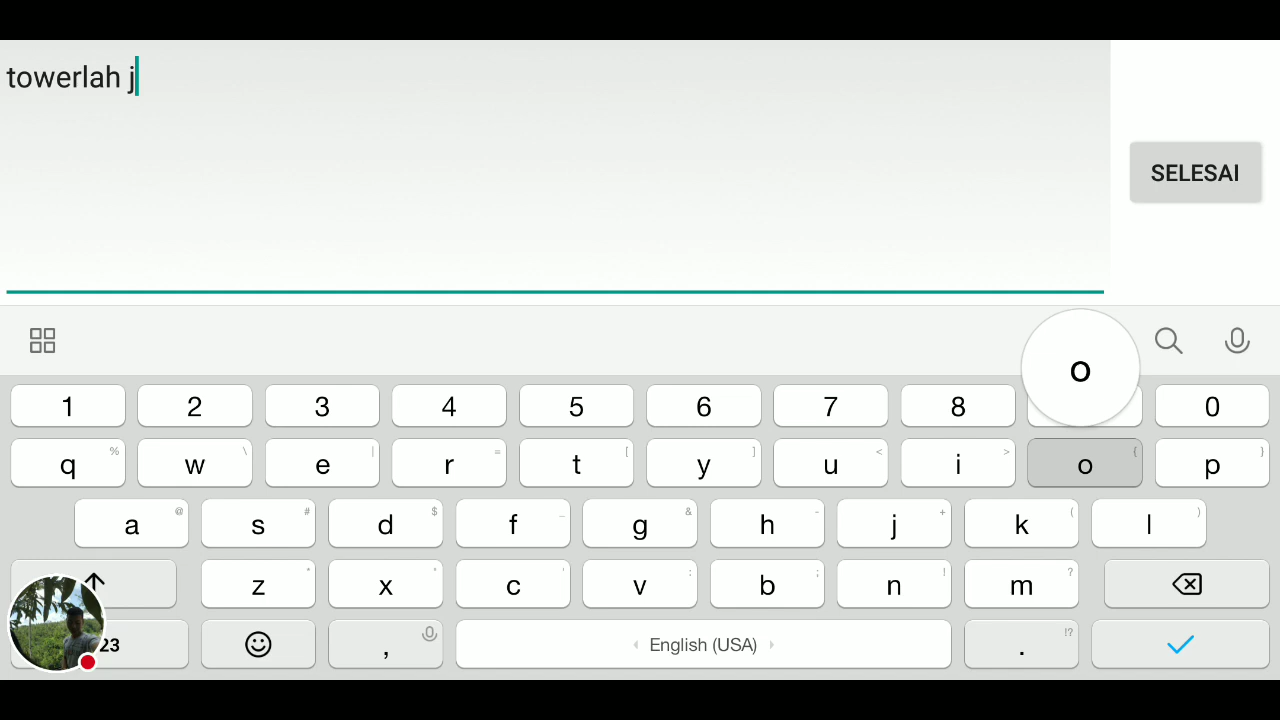 towerlah j
SELESAI
o
1 2 3 4 5 6 7 8 0
q % w \ e | r = t [ y ] u < i > o { p }
a @ s # d $ f _ g & h - j + k ( l )
z x c ' v : b ; n ! m ?
23 , English (USA) . !?